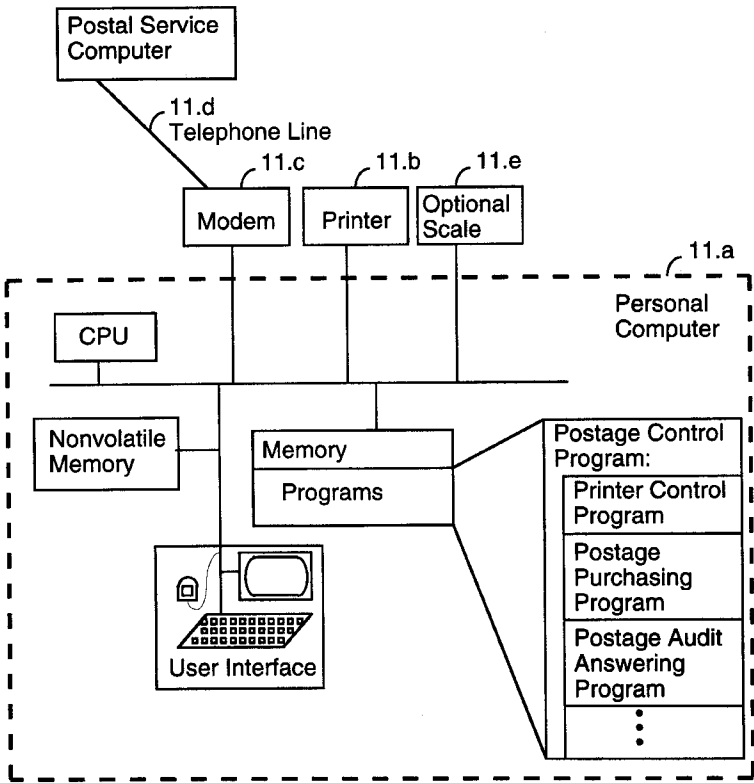 Postal Service
Computer
11.d
Telephone Line
11.c
11.b
11.e
Modem
Printer
Optional
Scale
11.a
Personal
Computer
CPU
Nonvolatile
Memory
Memory
Programs
Postage Control
Program:
Printer Control
Program
Postage
Purchasing
Program
Postage Audit
Answering
Program
User Interface